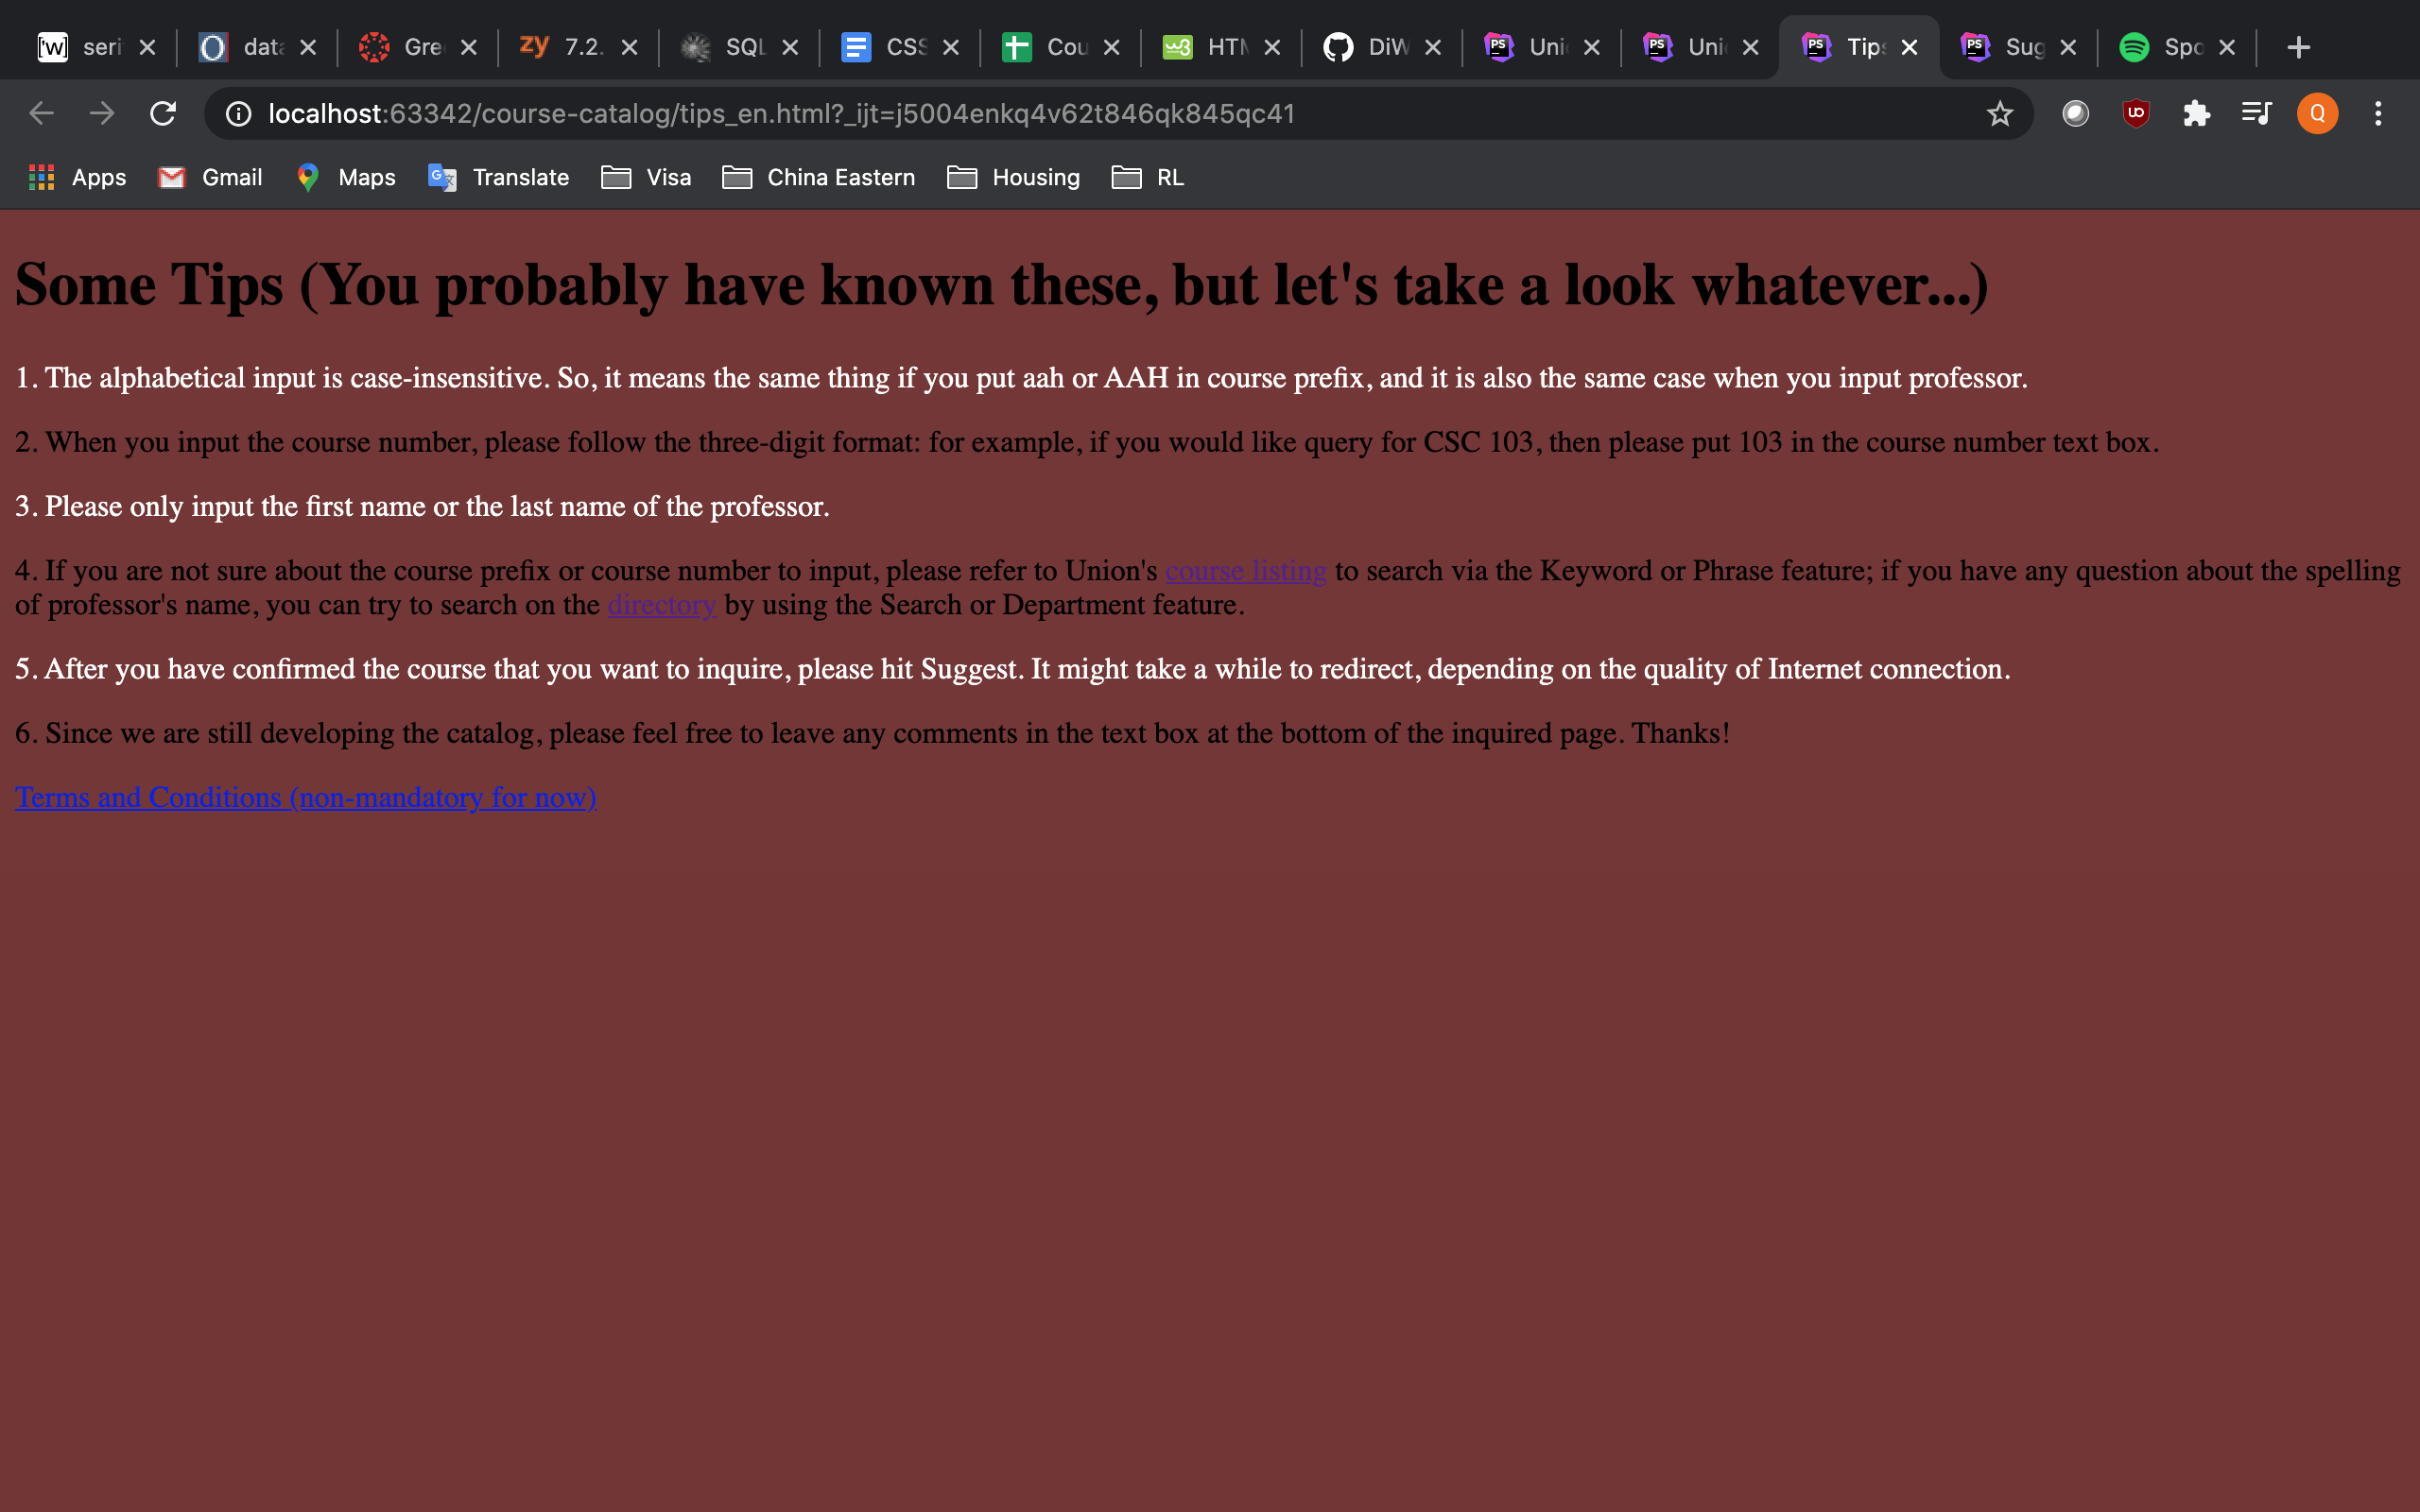 seri data Gre 7.2. SQL CSS Cou HTM DiW Uni Uni Tips Sug Spo
localhost:63342/course-catalog/tips_en.html?_ijt=j5004enkq4v62t846qk845qc41
Apps Gmail Maps Translate Visa China Eastern Housing RL
Some Tips (You probably have known these, but let's take a look whatever...)
1. The alphabetical input is case-insensitive. So, it means the same thing if you put aah or AAH in course prefix, and it is also the same case when you input professor.
2. When you input the course number, please follow the three-digit format: for example, if you would like query for CSC 103, then please put 103 in the course number text box.
3. Please only input the first name or the last name of the professor.
4. If you are not sure about the course prefix or course number to input, please refer to Union's course listing to search via the Keyword or Phrase feature; if you have any question about the spelling
of professor's name, you can try to search on the directory by using the Search or Department feature.
5. After you have confirmed the course that you want to inquire, please hit Suggest. It might take a while to redirect, depending on the quality of Internet connection.
6. Since we are still developing the catalog, please feel free to leave any comments in the text box at the bottom of the inquired page. Thanks!
Terms and Conditions (non-mandatory for now)